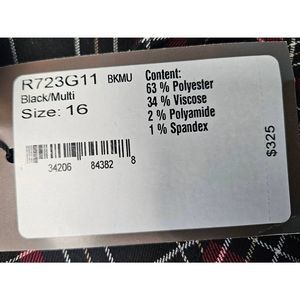 R723G11 BKMU
Black/Multi
Size: 16
Content:
63 % Polyester
34 % Viscose
2 % Polyamide
1 % Spandex
34206 84382 8
$325